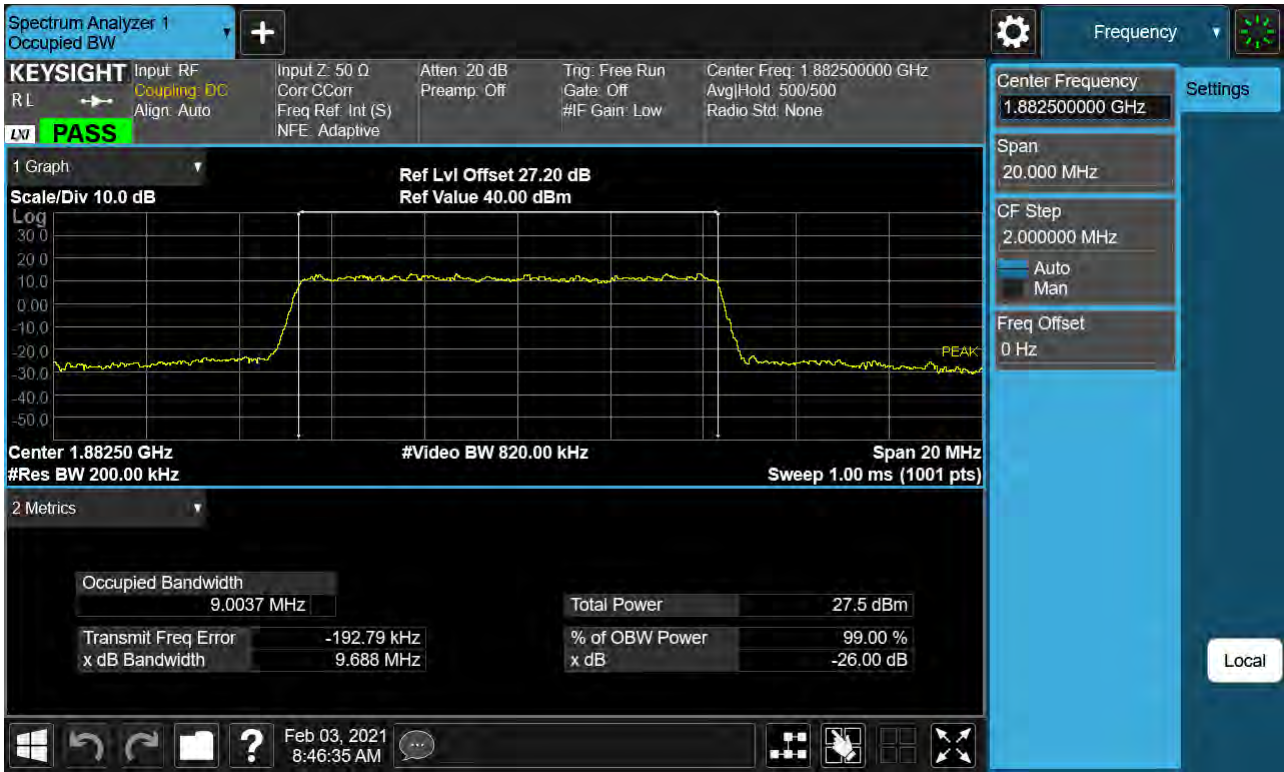 Spectrum Analyzer 1
Occupied BW
+
Frequency
KEYSIGHT
RL
LXI
PASS
Input: RF
Coupling: DC
Align: Auto
Input Z: 50 Ω
Corr CCorr
Freq Ref: Int (S)
NFE: Adaptive
Atten: 20 dB
Preamp: Off
Trig: Free Run
Gate: Off
#IF Gain: Low
Center Freq: 1.882500000 GHz
Avg|Hold: 500/500
Radio Std: None
Center Frequency
1.882500000 GHz
Settings
Span
20.000 MHz
CF Step
2.000000 MHz
Auto
Man
Freq Offset
0 Hz
Local
1 Graph
Scale/Div 10.0 dB
Ref Lvl Offset 27.20 dB
Ref Value 40.00 dBm
Log
30.0
20.0
10.0
0.00
-10.0
-20.0
-30.0
-40.0
-50.0
PEAK
Center 1.88250 GHz
#Video BW 820.00 kHz
Span 20 MHz
#Res BW 200.00 kHz
Sweep 1.00 ms (1001 pts)
2 Metrics
Occupied Bandwidth
9.0037 MHz
Total Power 27.5 dBm
Transmit Freq Error -192.79 kHz
% of OBW Power 99.00 %
x dB Bandwidth 9.688 MHz
x dB -26.00 dB
?
Feb 03, 2021
8:46:35 AM